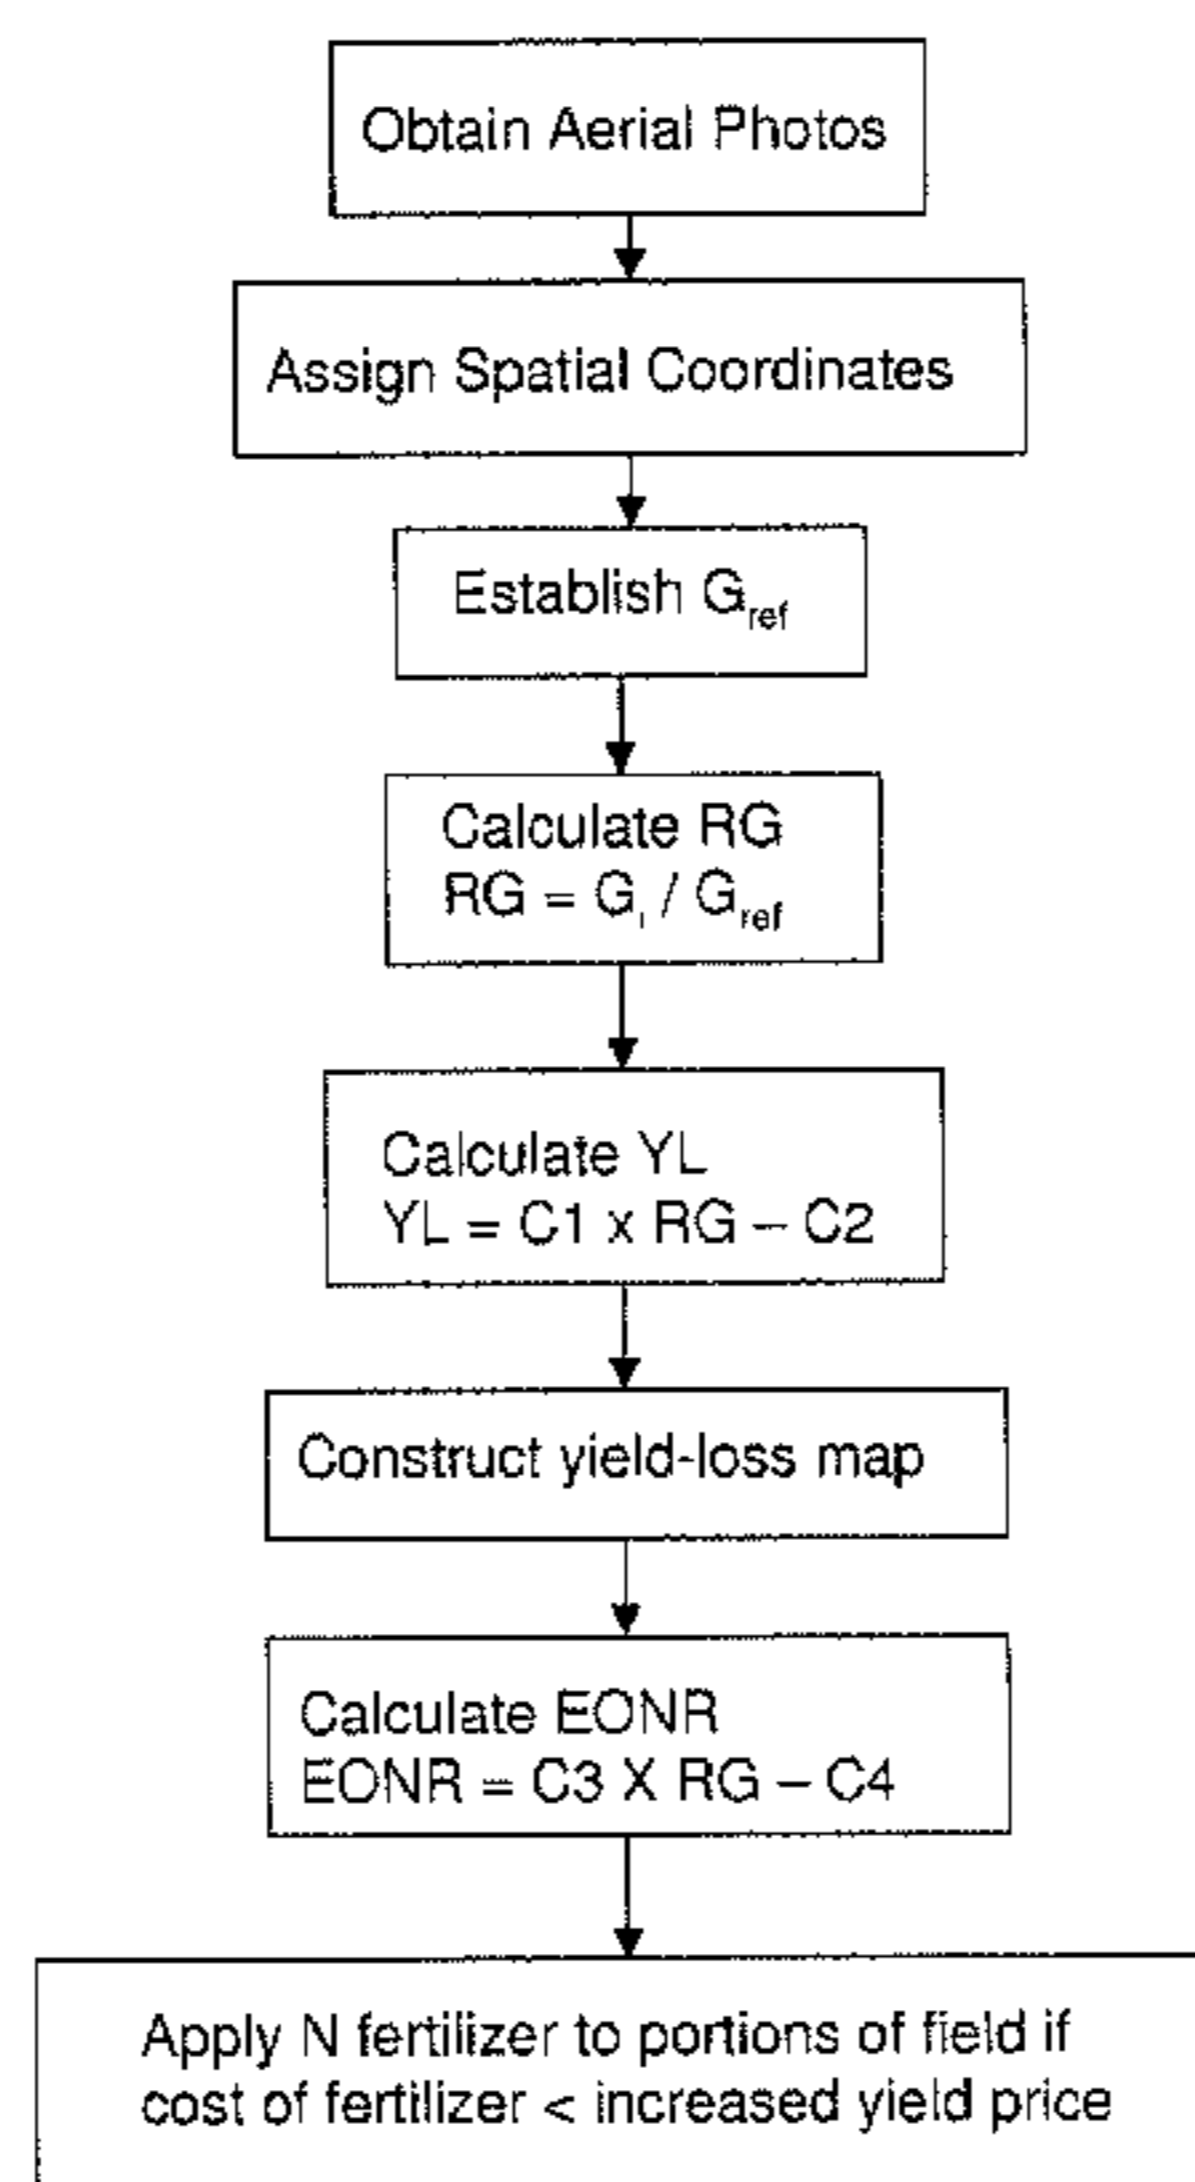 Obtain Aerial Photos
Assign Spatial Coordinates
Establish G_ref
Calculate RG
RG = G_i / G_ref
Calculate YL
YL = C1 x RG – C2
Construct yield-loss map
Calculate EONR
EONR = C3 X RG – C4
Apply N fertilizer to portions of field if
cost of fertilizer < increased yield price